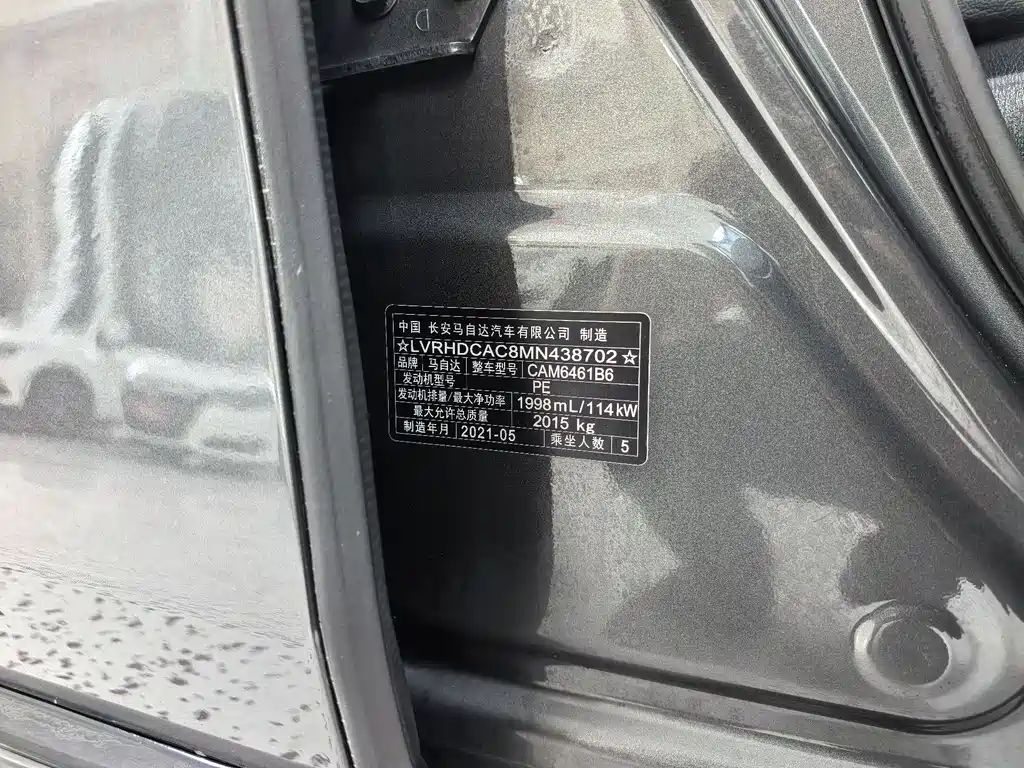 中国 长安马自达汽车有限公司 制造
☆LVRHDCAC8MN438702☆
品牌 马自达 整车型号 CAM6461B6
发动机型号 PE
发动机排量/最大净功率 1998mL/114kW
最大允许总质量 2015 kg
制造年月 2021-05 乘坐人数 5